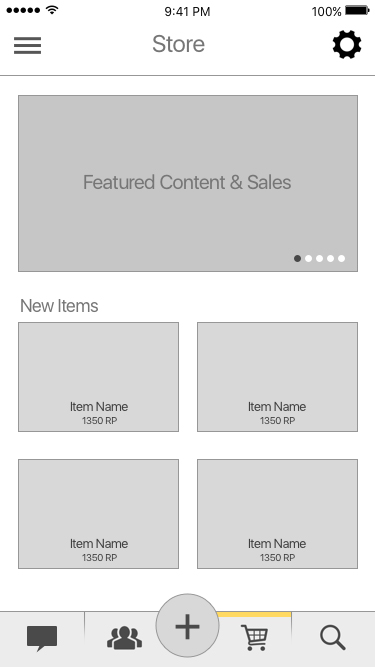 9:41 PM
100%
Store
Featured Content & Sales
New Items
Item Name
1350 RP
Item Name
1350 RP
Item Name
1350 RP
Item Name
1350 RP